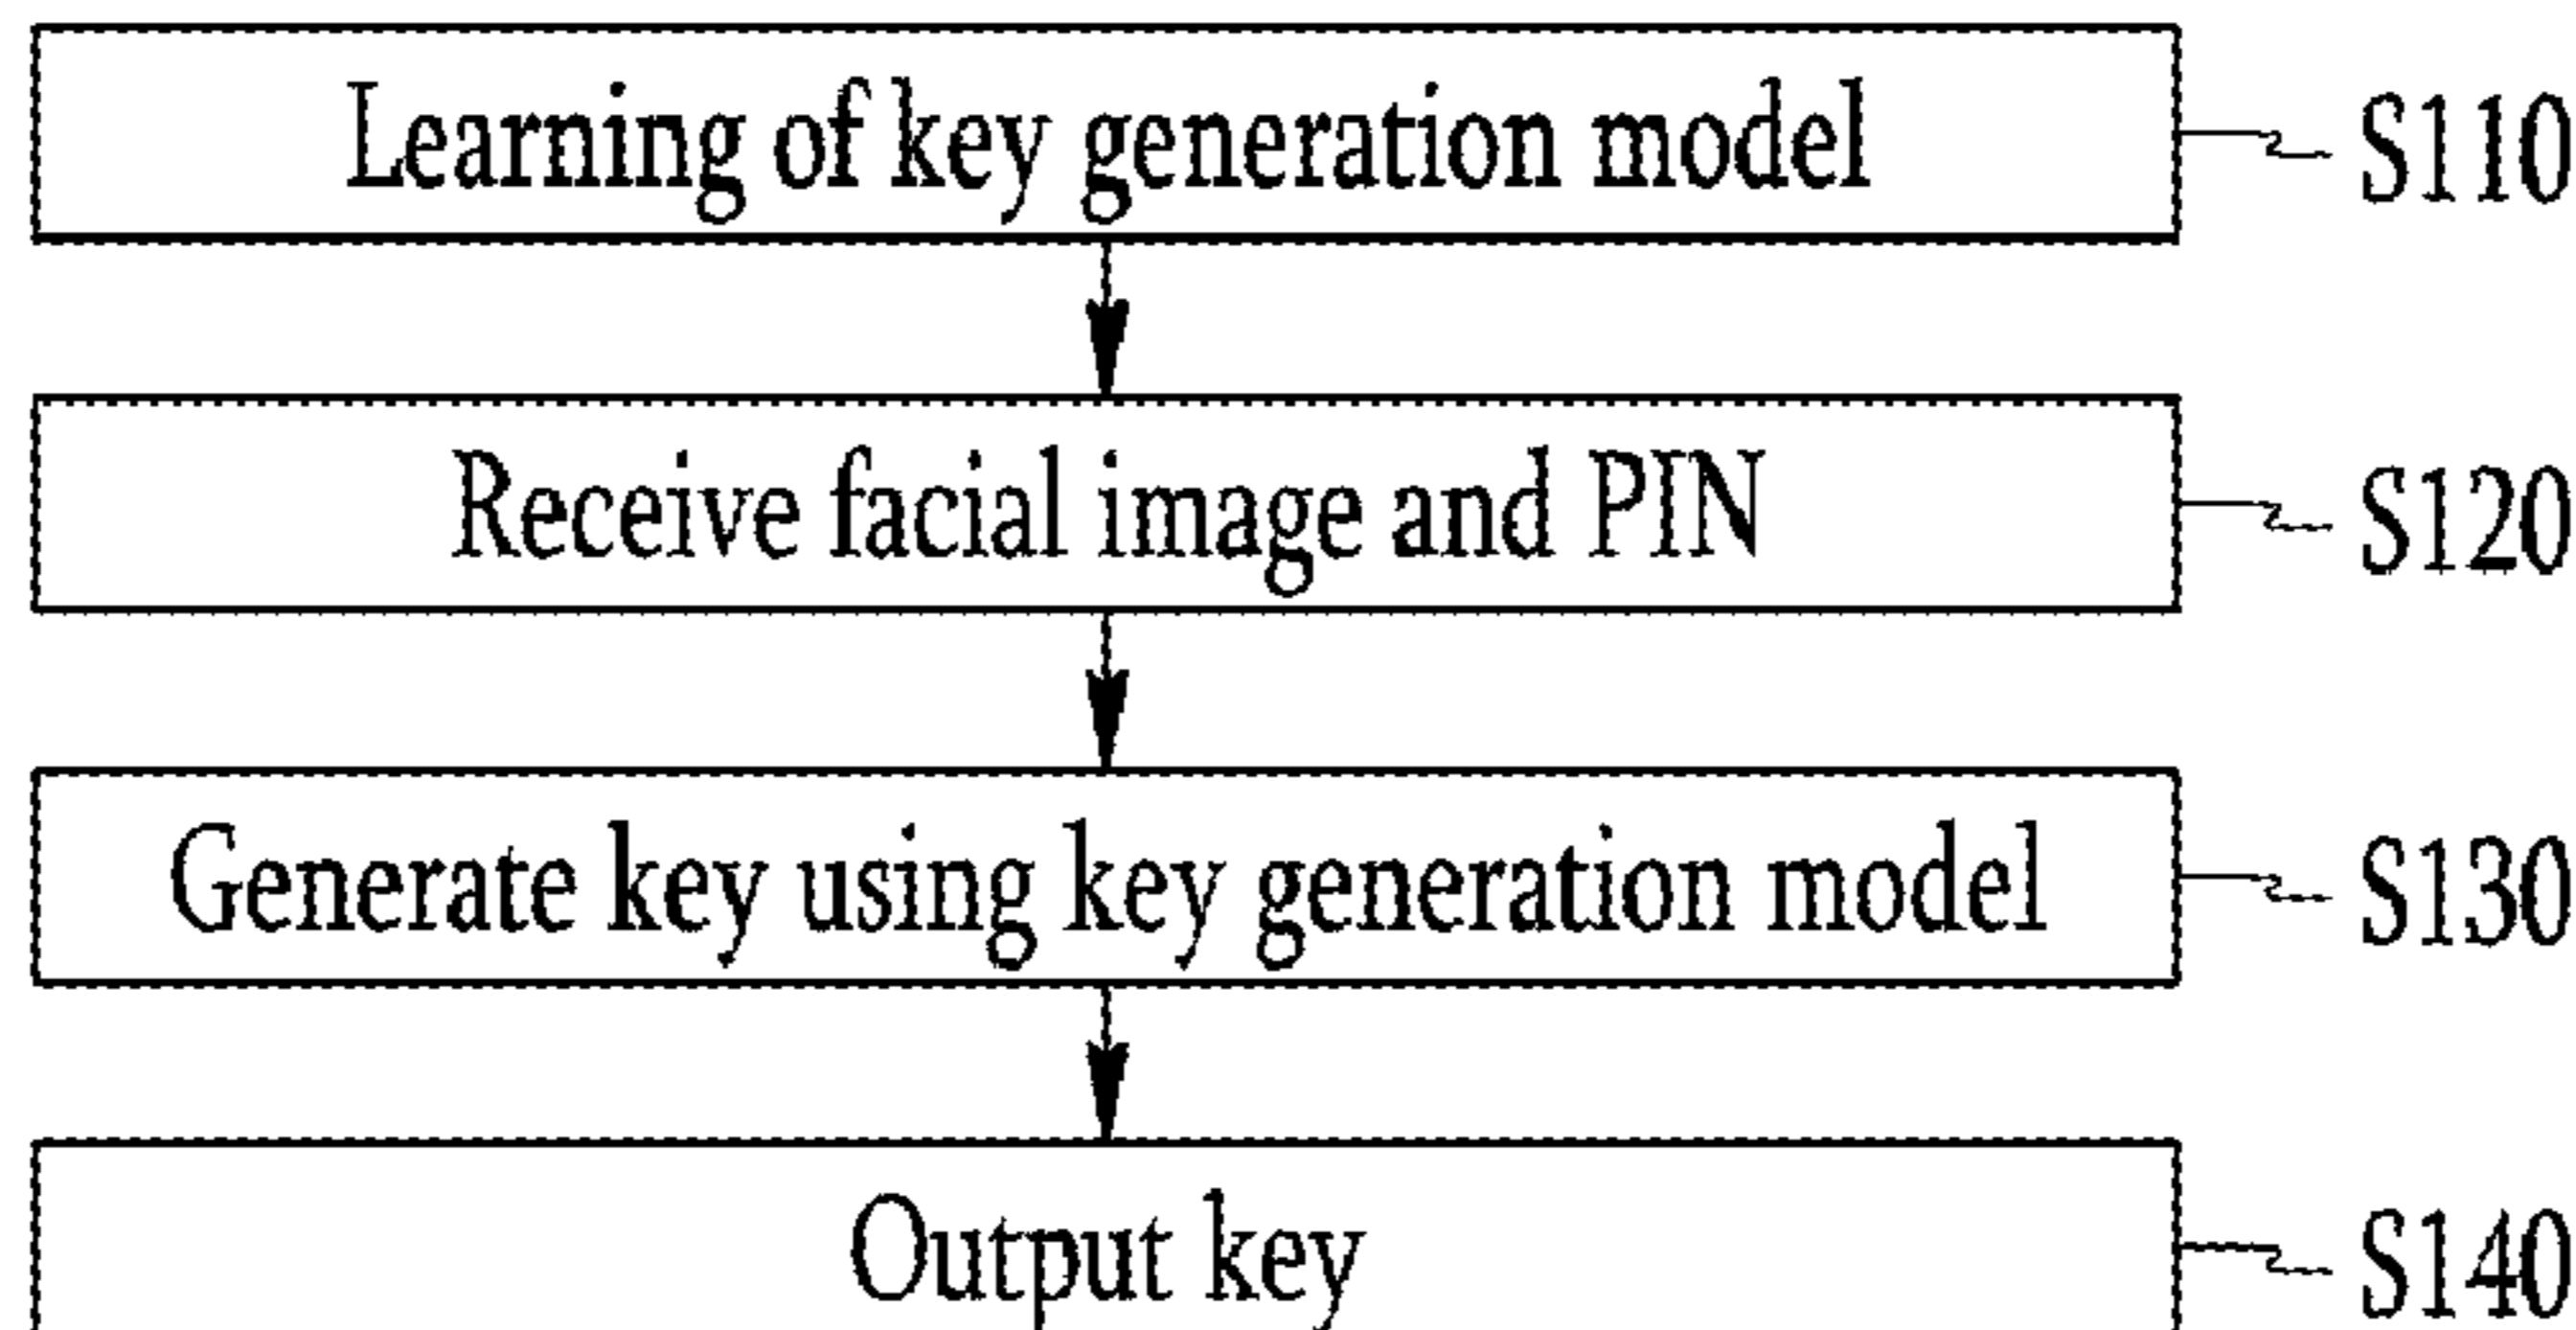 Learning of key generation model S110
Receive facial image and PIN S120
Generate key using key generation model S130
Output key S140